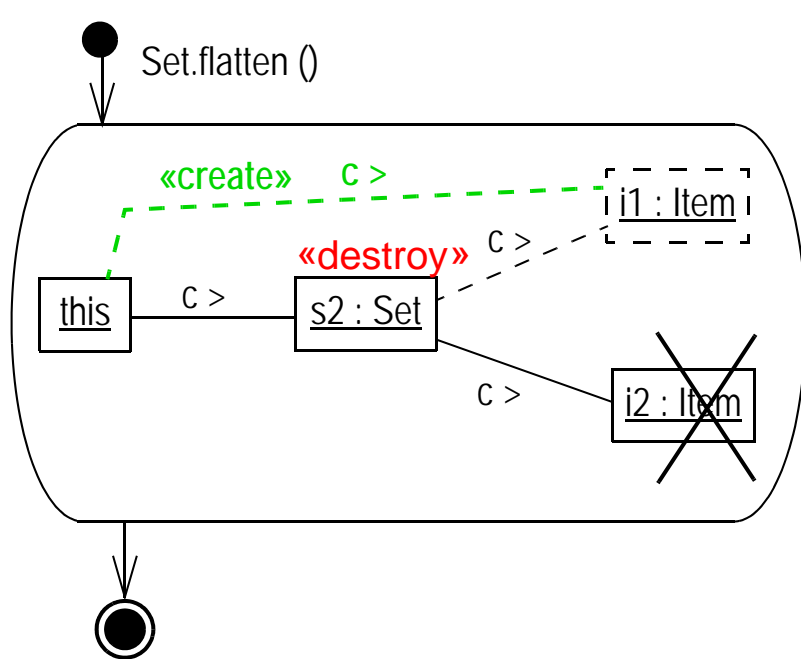 Set.flatten ()
«create» c >
i1 : Item
«destroy» c >
this c > s2 : Set
c > i2 : Item